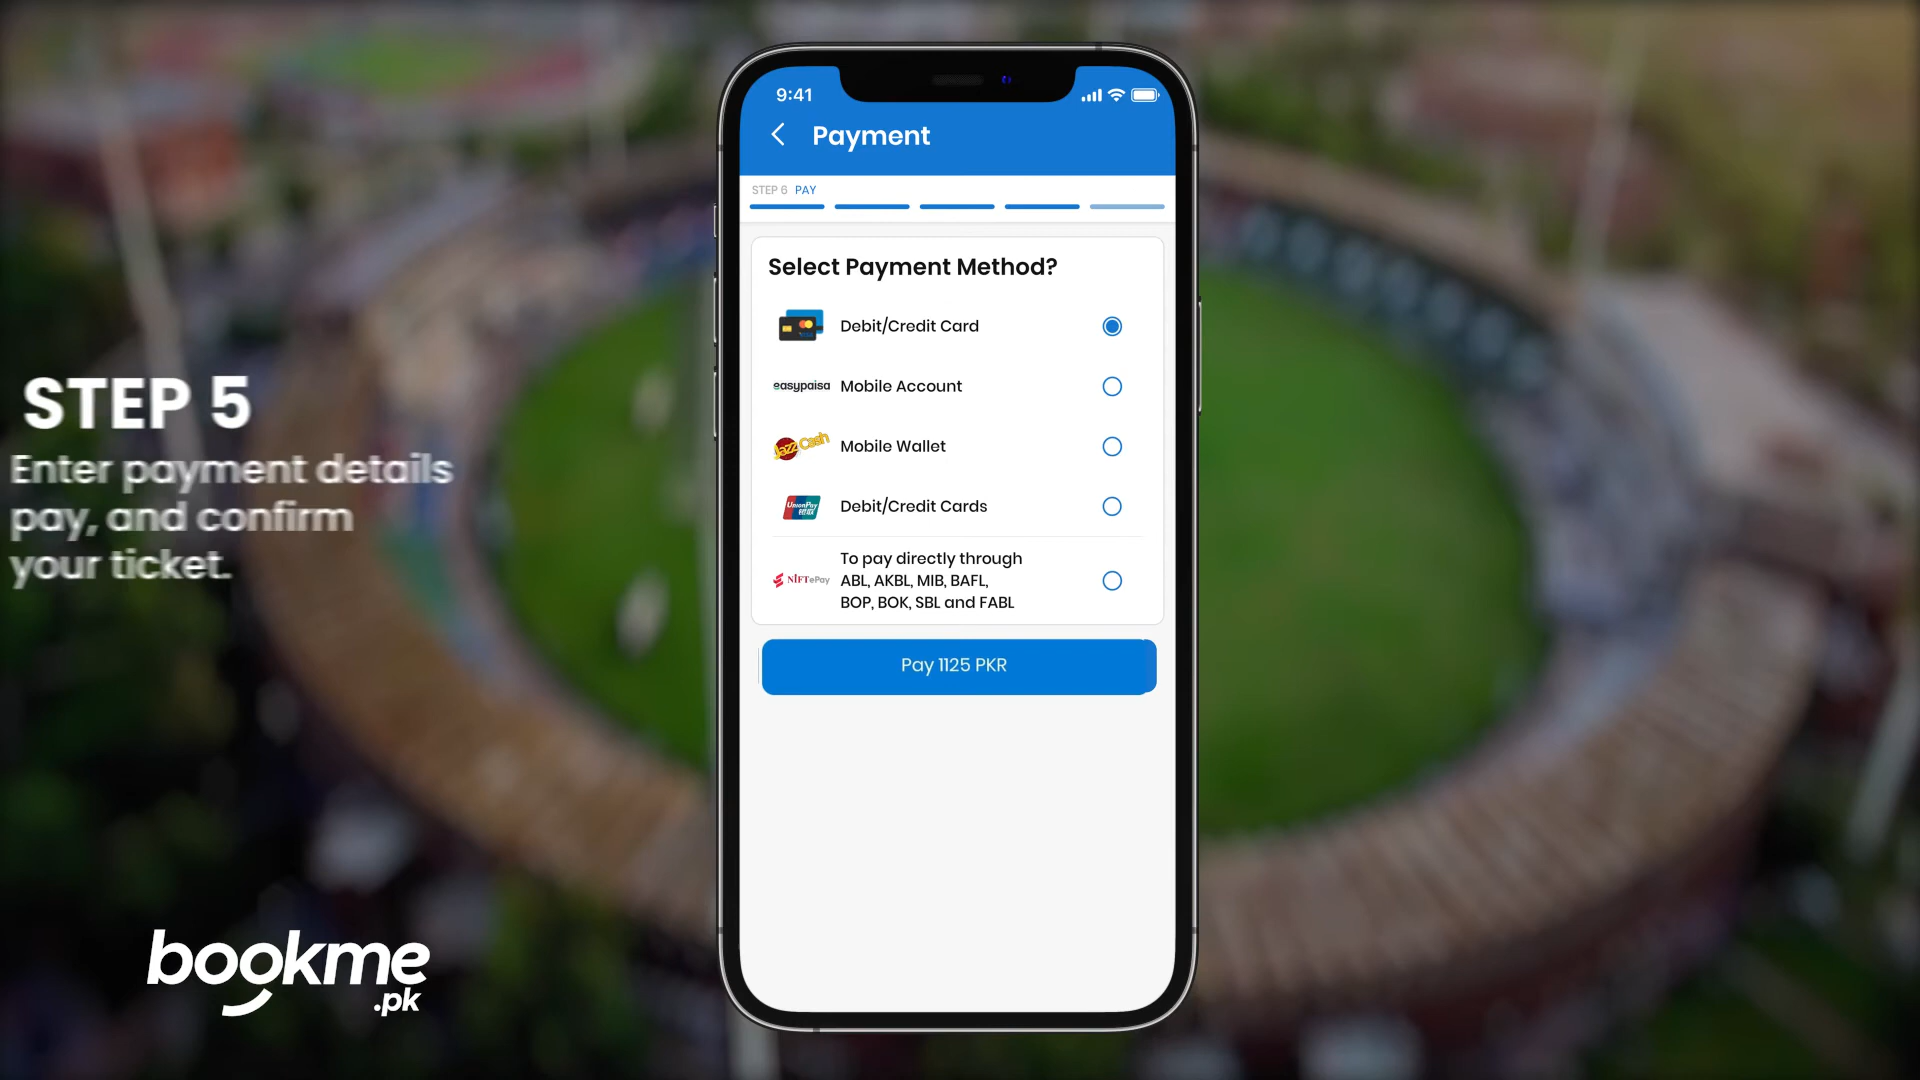 9:41
Payment
STEP 6 PAY
Select Payment Method?
Debit/Credit Card
easypaisa Mobile Account
JazzCash Mobile Wallet
UnionPay 银联 Debit/Credit Cards
To pay directly through
NIFTePay ABL, AKBL, MIB, BAFL,
BOP, BOK, SBL and FABL
Pay 1125 PKR
STEP 5
Enter payment details
pay, and confirm
your ticket.
bookme
.pk